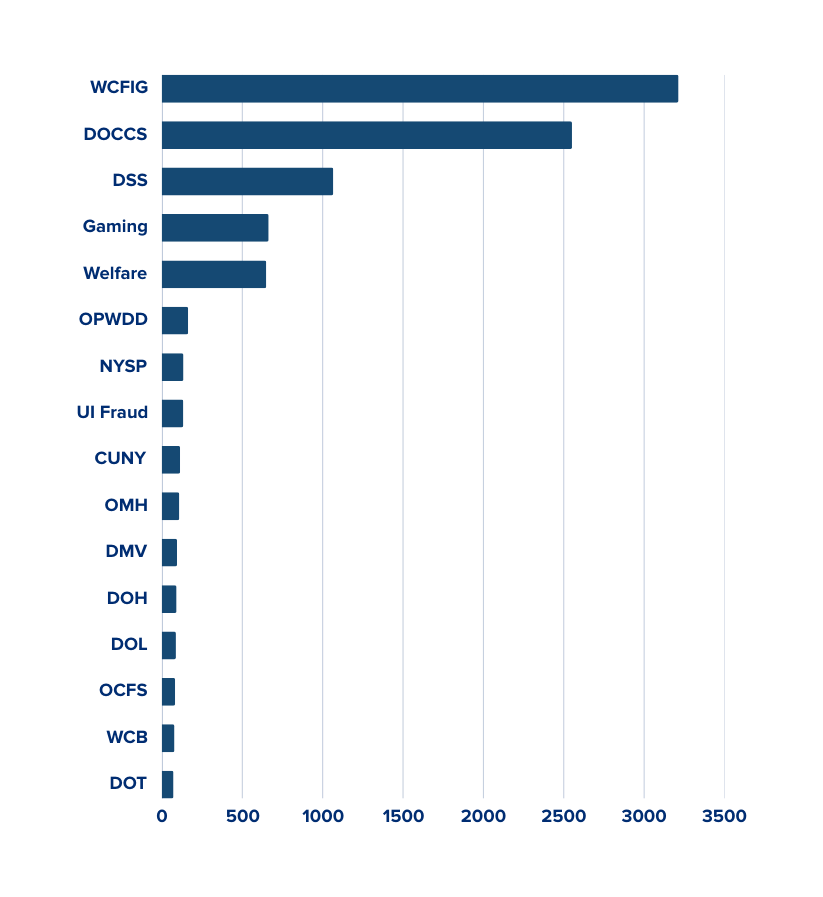 WCFIG
DOCCS
DSS
Gaming
Welfare
OPWDD
NYSP
UI Fraud
CUNY
OMH
DMV
DOH
DOL
OCFS
WCB
DOT
0 500 1000 1500 2000 2500 3000 3500